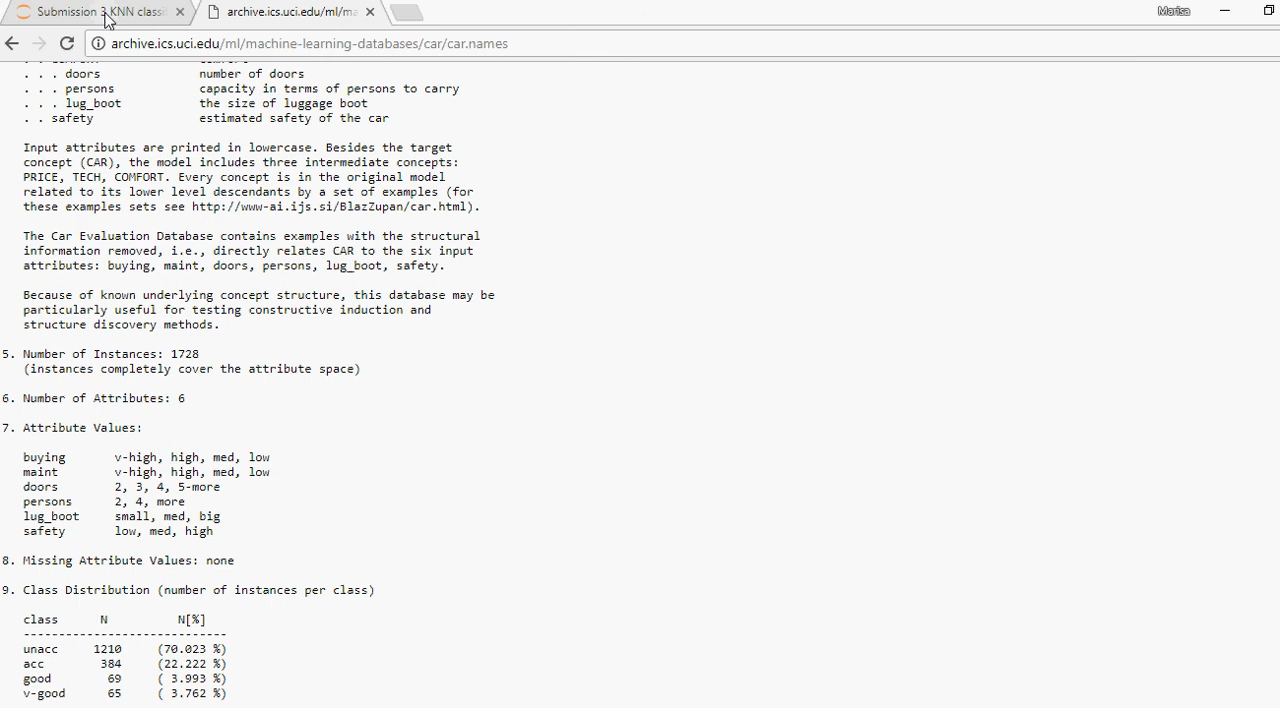 Submission 3 KNN classi
archive.ics.uci.edu/ml/ma
Marisa
archive.ics.uci.edu/ml/machine-learning-databases/car/car.names
. . . doors number of doors
. . . persons capacity in terms of persons to carry
. . . lug_boot the size of luggage boot
. . safety estimated safety of the car
Input attributes are printed in lowercase. Besides the target
concept (CAR), the model includes three intermediate concepts:
PRICE, TECH, COMFORT. Every concept is in the original model
related to its lower level descendants by a set of examples (for
these examples sets see http://www-ai.ijs.si/BlazZupan/car.html).
The Car Evaluation Database contains examples with the structural
information removed, i.e., directly relates CAR to the six input
attributes: buying, maint, doors, persons, lug_boot, safety.
Because of known underlying concept structure, this database may be
particularly useful for testing constructive induction and
structure discovery methods.
5. Number of Instances: 1728
(instances completely cover the attribute space)
6. Number of Attributes: 6
7. Attribute Values:
buying v-high, high, med, low
maint v-high, high, med, low
doors 2, 3, 4, 5-more
persons 2, 4, more
lug_boot small, med, big
safety low, med, high
8. Missing Attribute Values: none
9. Class Distribution (number of instances per class)
class N N[%]
-----------------------------
unacc 1210 (70.023 %)
acc 384 (22.222 %)
good 69 ( 3.993 %)
v-good 65 ( 3.762 %)